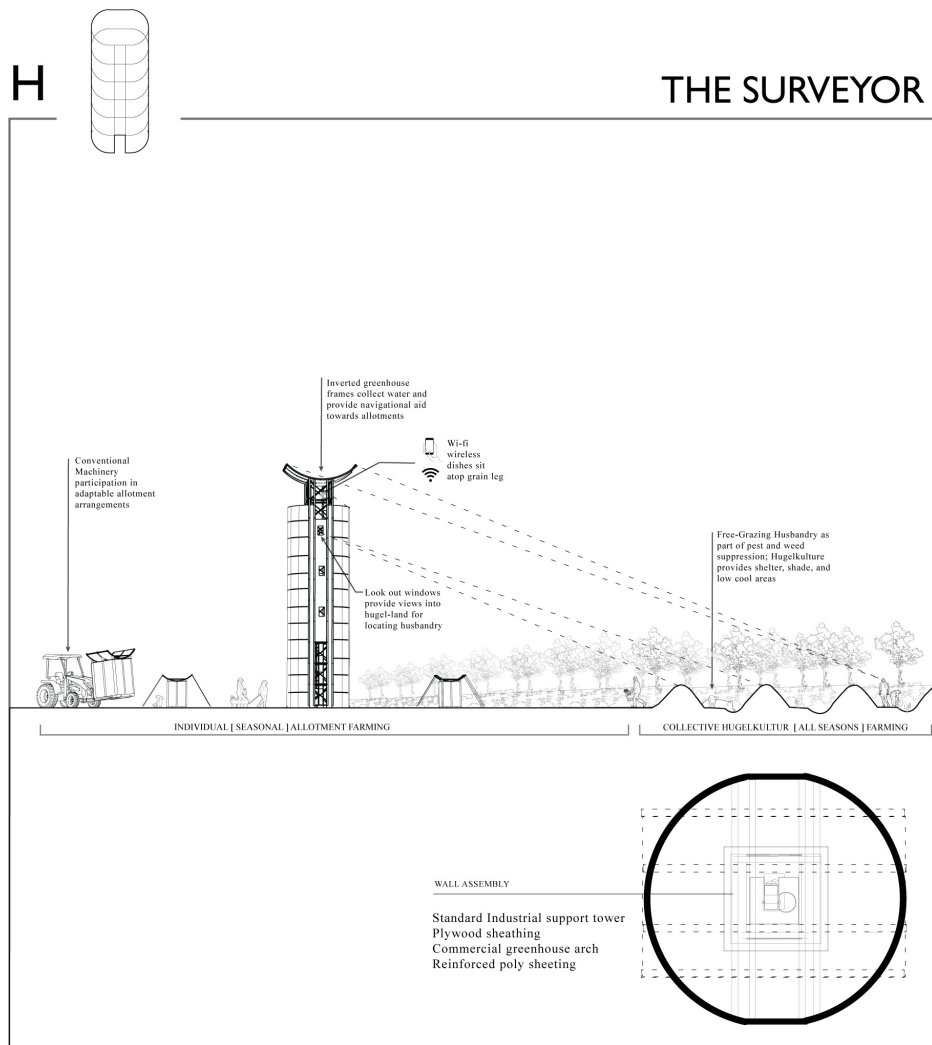 H
THE SURVEYOR
Inverted greenhouse
frames collect water and
provide navigational aid
towards allotments
Wi-fi
wireless
dishes sit
atop grain leg
Conventional
Machinery
participation in
adaptable allotment
arrangements
Free-Grazing Husbandry as
part of pest and weed
suppression; Hugelkulture
provides shelter, shade, and
low cool areas
Look out windows
provide views into
hugel-land for
locating husbandry
INDIVIDUAL [ SEASONAL ] ALLOTMENT FARMING
COLLECTIVE HUGELKULTUR [ ALL SEASONS ] FARMING
WALL ASSEMBLY
Standard Industrial support tower
Plywood sheathing
Commercial greenhouse arch
Reinforced poly sheeting